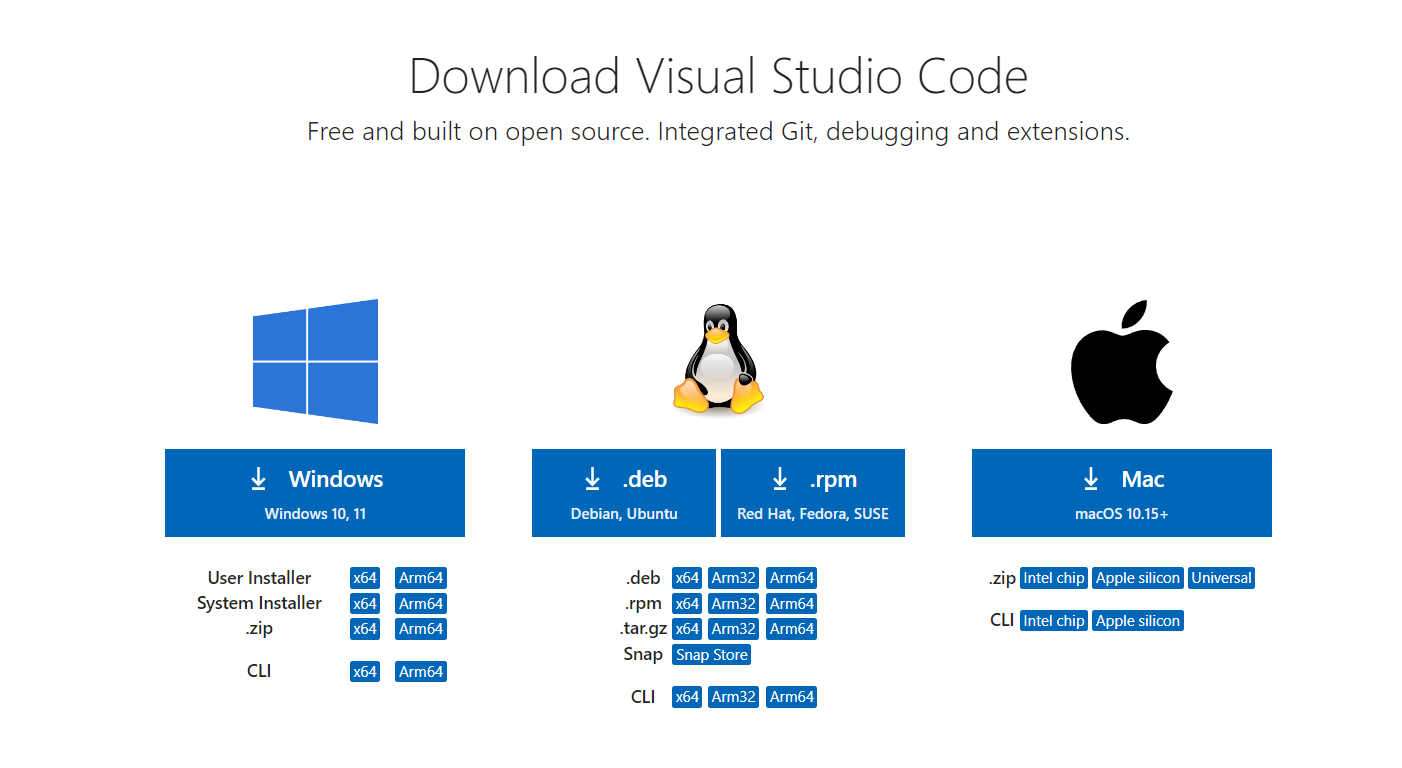 Download Visual Studio Code
Free and built on open source. Integrated Git, debugging and extensions.
Windows
Windows 10, 11
User Installer x64 Arm64
System Installer x64 Arm64
.zip x64 Arm64
CLI x64 Arm64
.deb
Debian, Ubuntu
.rpm
Red Hat, Fedora, SUSE
.deb x64 Arm32 Arm64
.rpm x64 Arm32 Arm64
.tar.gz x64 Arm32 Arm64
Snap Snap Store
CLI x64 Arm32 Arm64
Mac
macOS 10.15+
.zip Intel chip Apple silicon Universal
CLI Intel chip Apple silicon